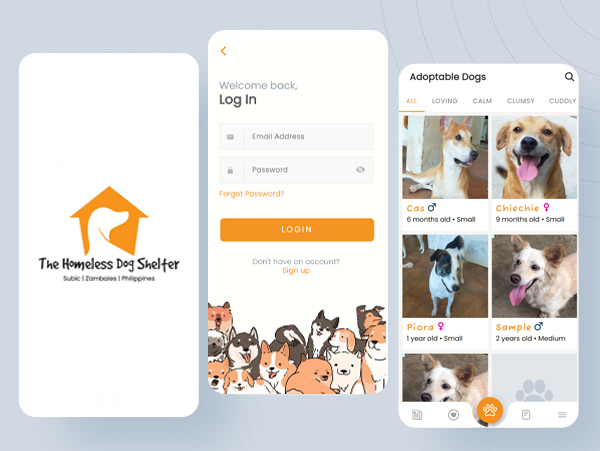 The Homeless Dog Shelter
Subic | Zambales | Philippines
Welcome back,
Log In
Email Address
Password
Forgot Password?
LOGIN
Don't have an account?
Sign up
Adoptable Dogs
ALL LOVING CALM CLUMSY CUDDLY
Cas
6 months old • Small
Chiechie
9 months old • Small
Piora
1 year old • Small
Sample
2 years old • Medium